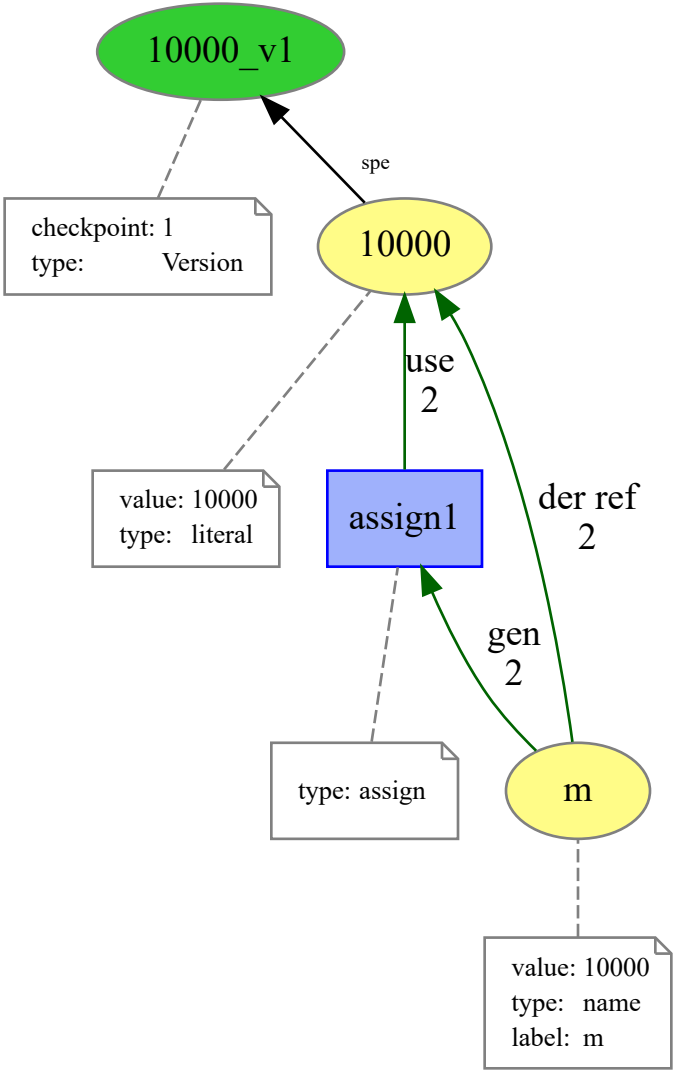 10000_v1
spe
checkpoint: 1
type: Version
10000
use
2
value: 10000
type: literal
assign1
der ref
2
gen
2
type: assign
m
value: 10000
type: name
label: m